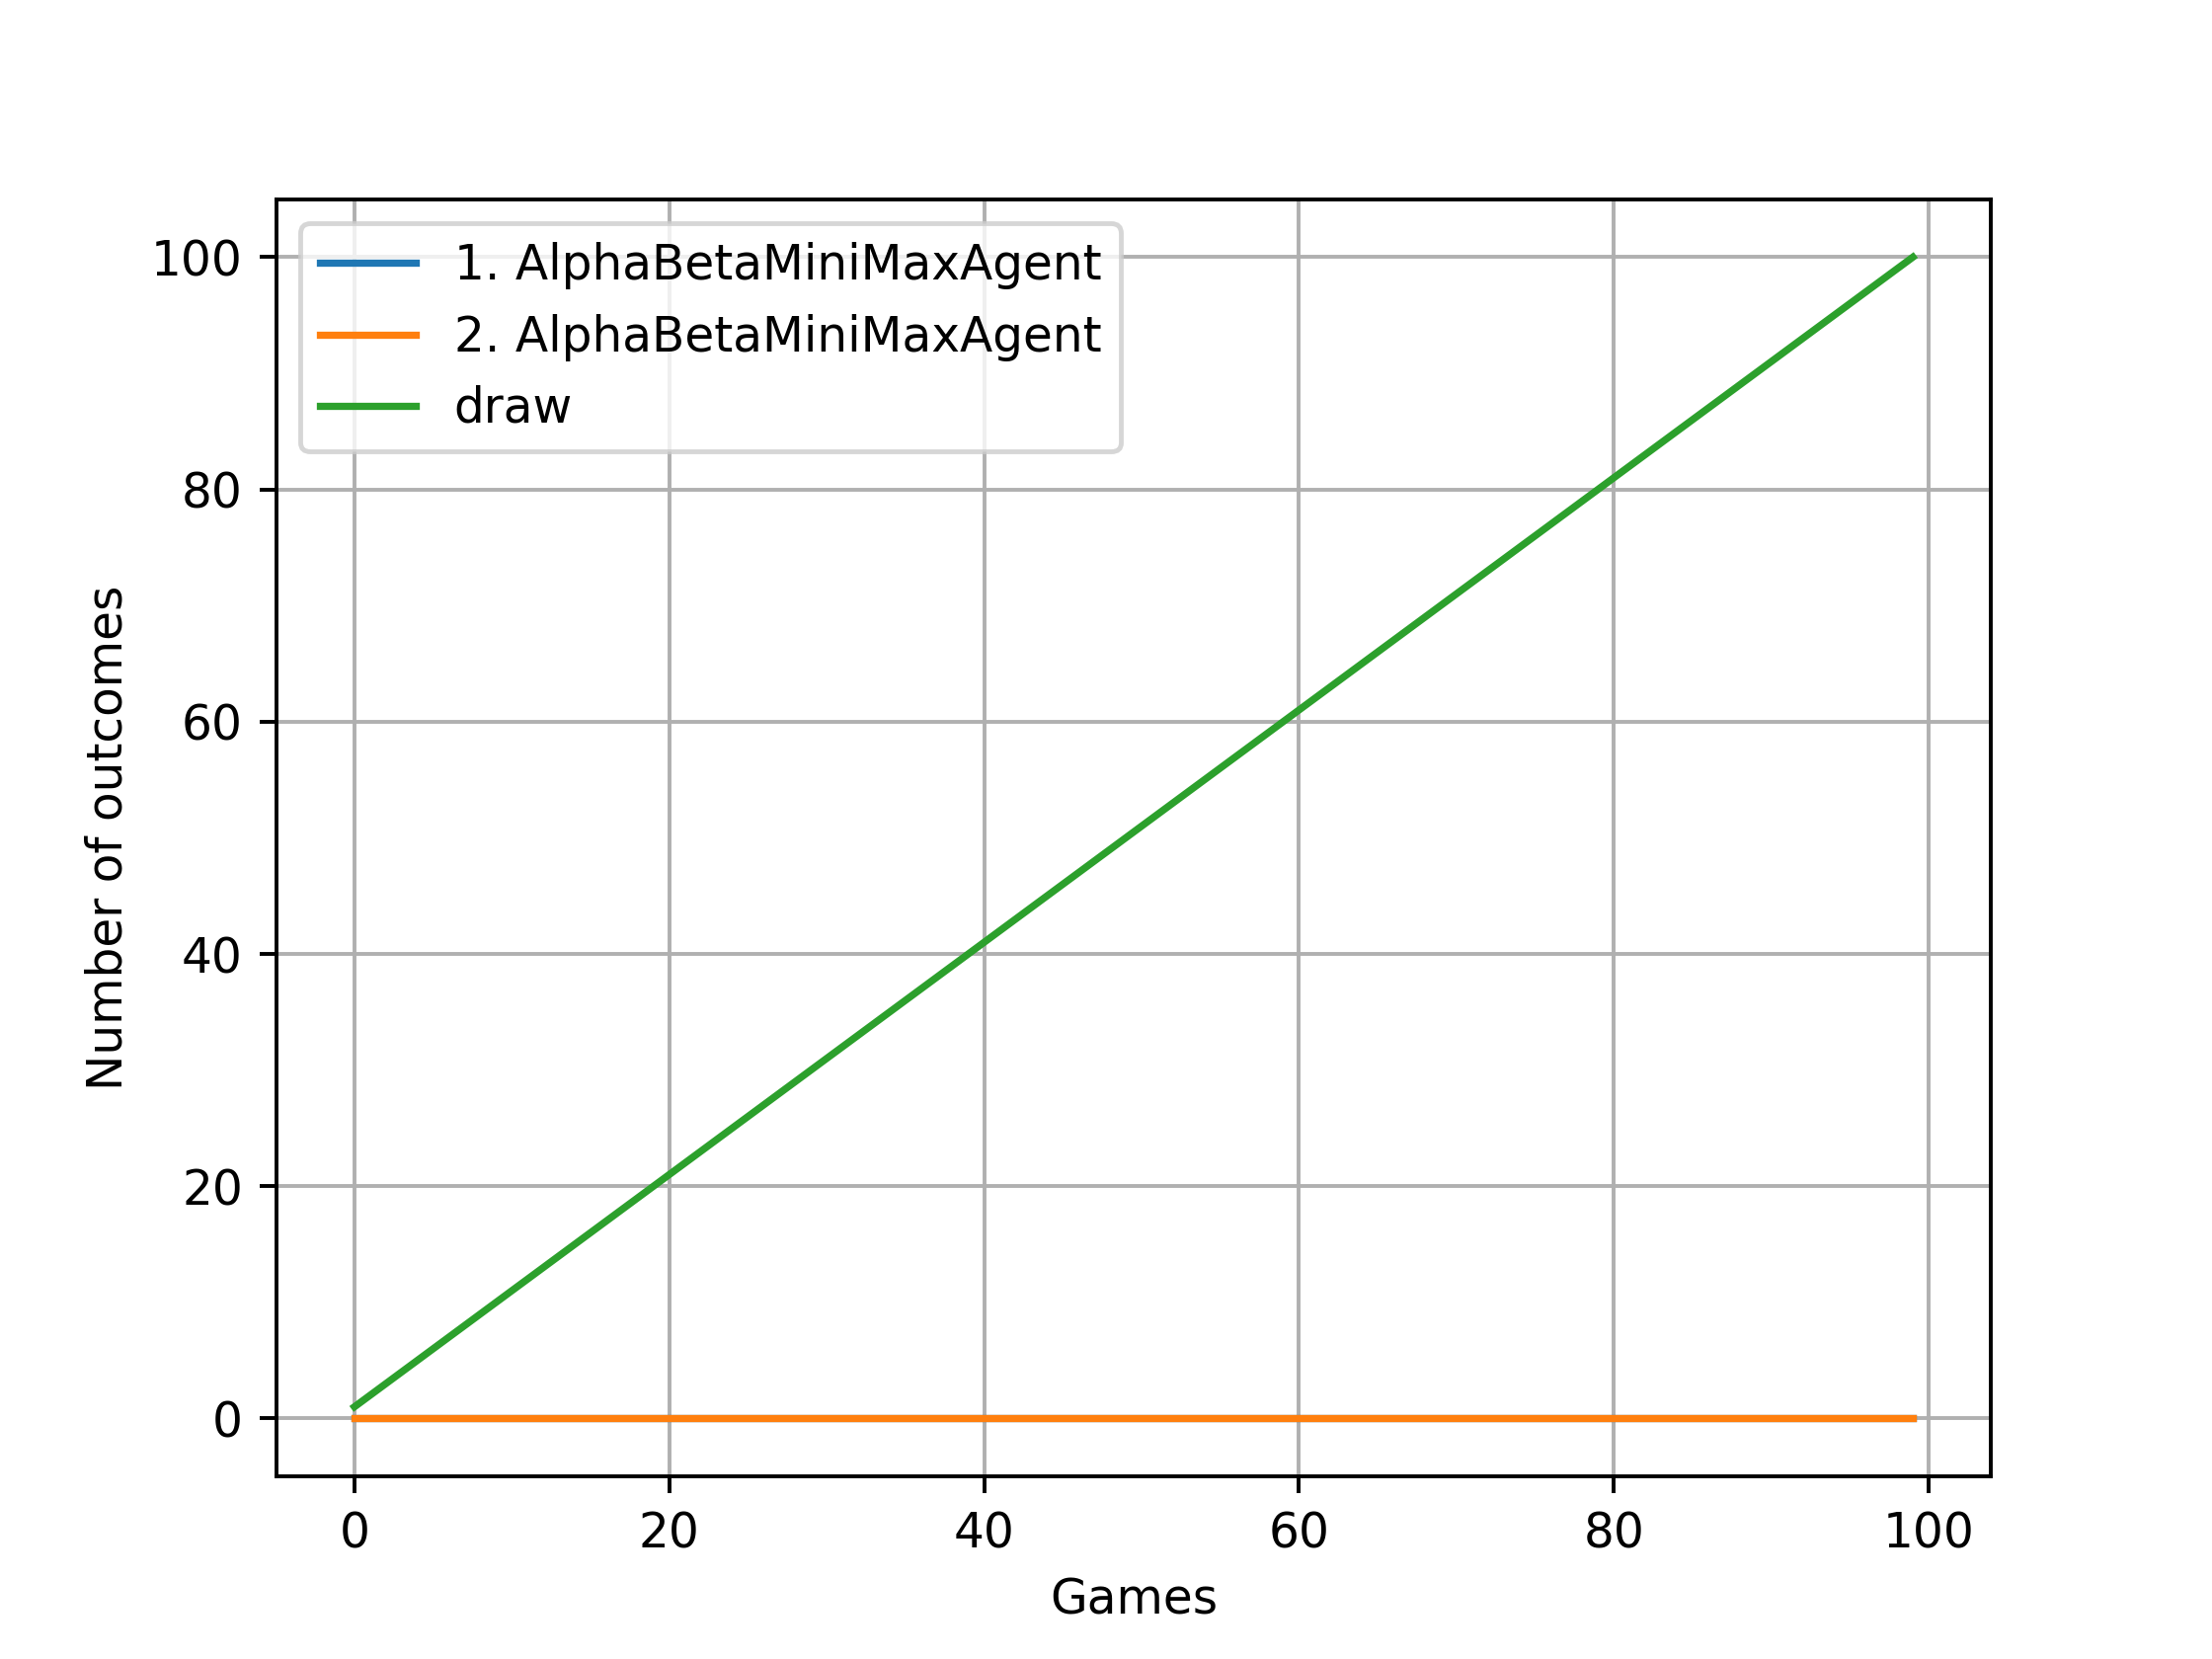 1. AlphaBetaMiniMaxAgent
2. AlphaBetaMiniMaxAgent
draw
100
80
60
40
20
0
Number of outcomes
0 20 40 60 80 100
Games